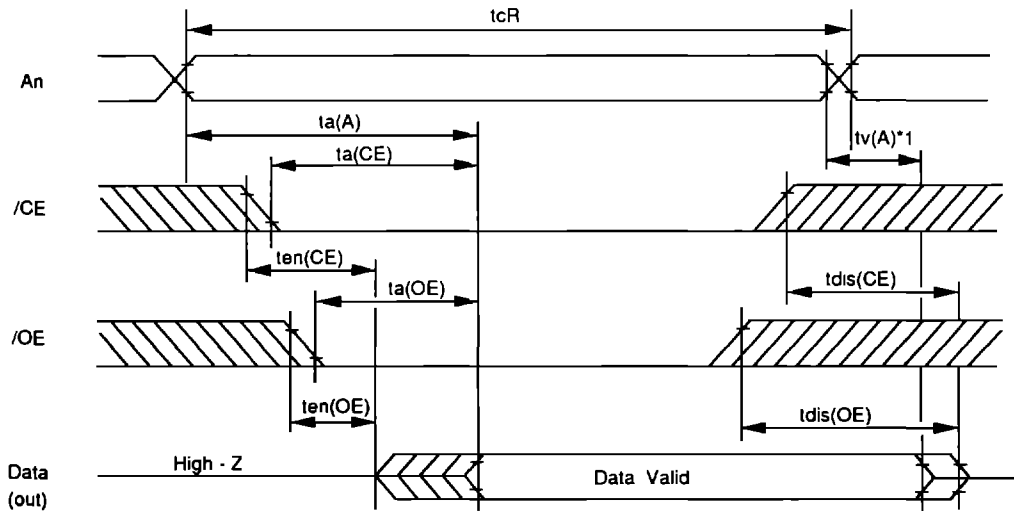 tcR
An
ta(A)
tv(A)*1
ta(CE)
/CE
ten(CE)
ta(OE)
tdis(CE)
/OE
ten(OE)
tdis(OE)
High - Z
Data Valid
Data
(out)